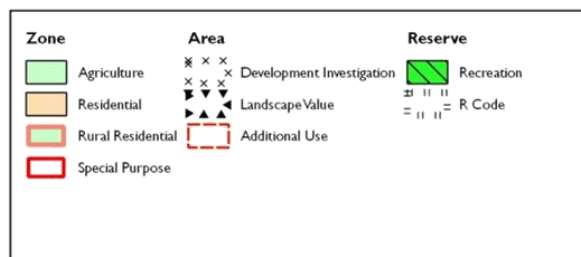 Zone
Area
Reserve
Agriculture
Development Investigation
Recreation
Residential
Landscape Value
R Code
Rural Residential
Additional Use
Special Purpose